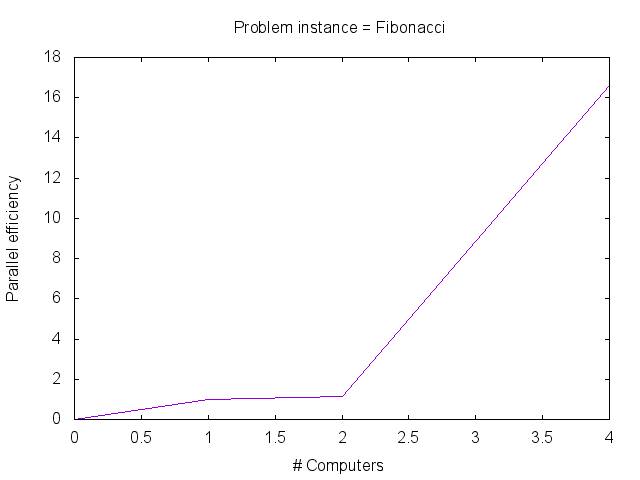 Problem instance = Fibonacci
18
16
14
12
10
8
6
4
2
0
Parallel efficiency
0 0.5 1 1.5 2 2.5 3 3.5 4
# Computers